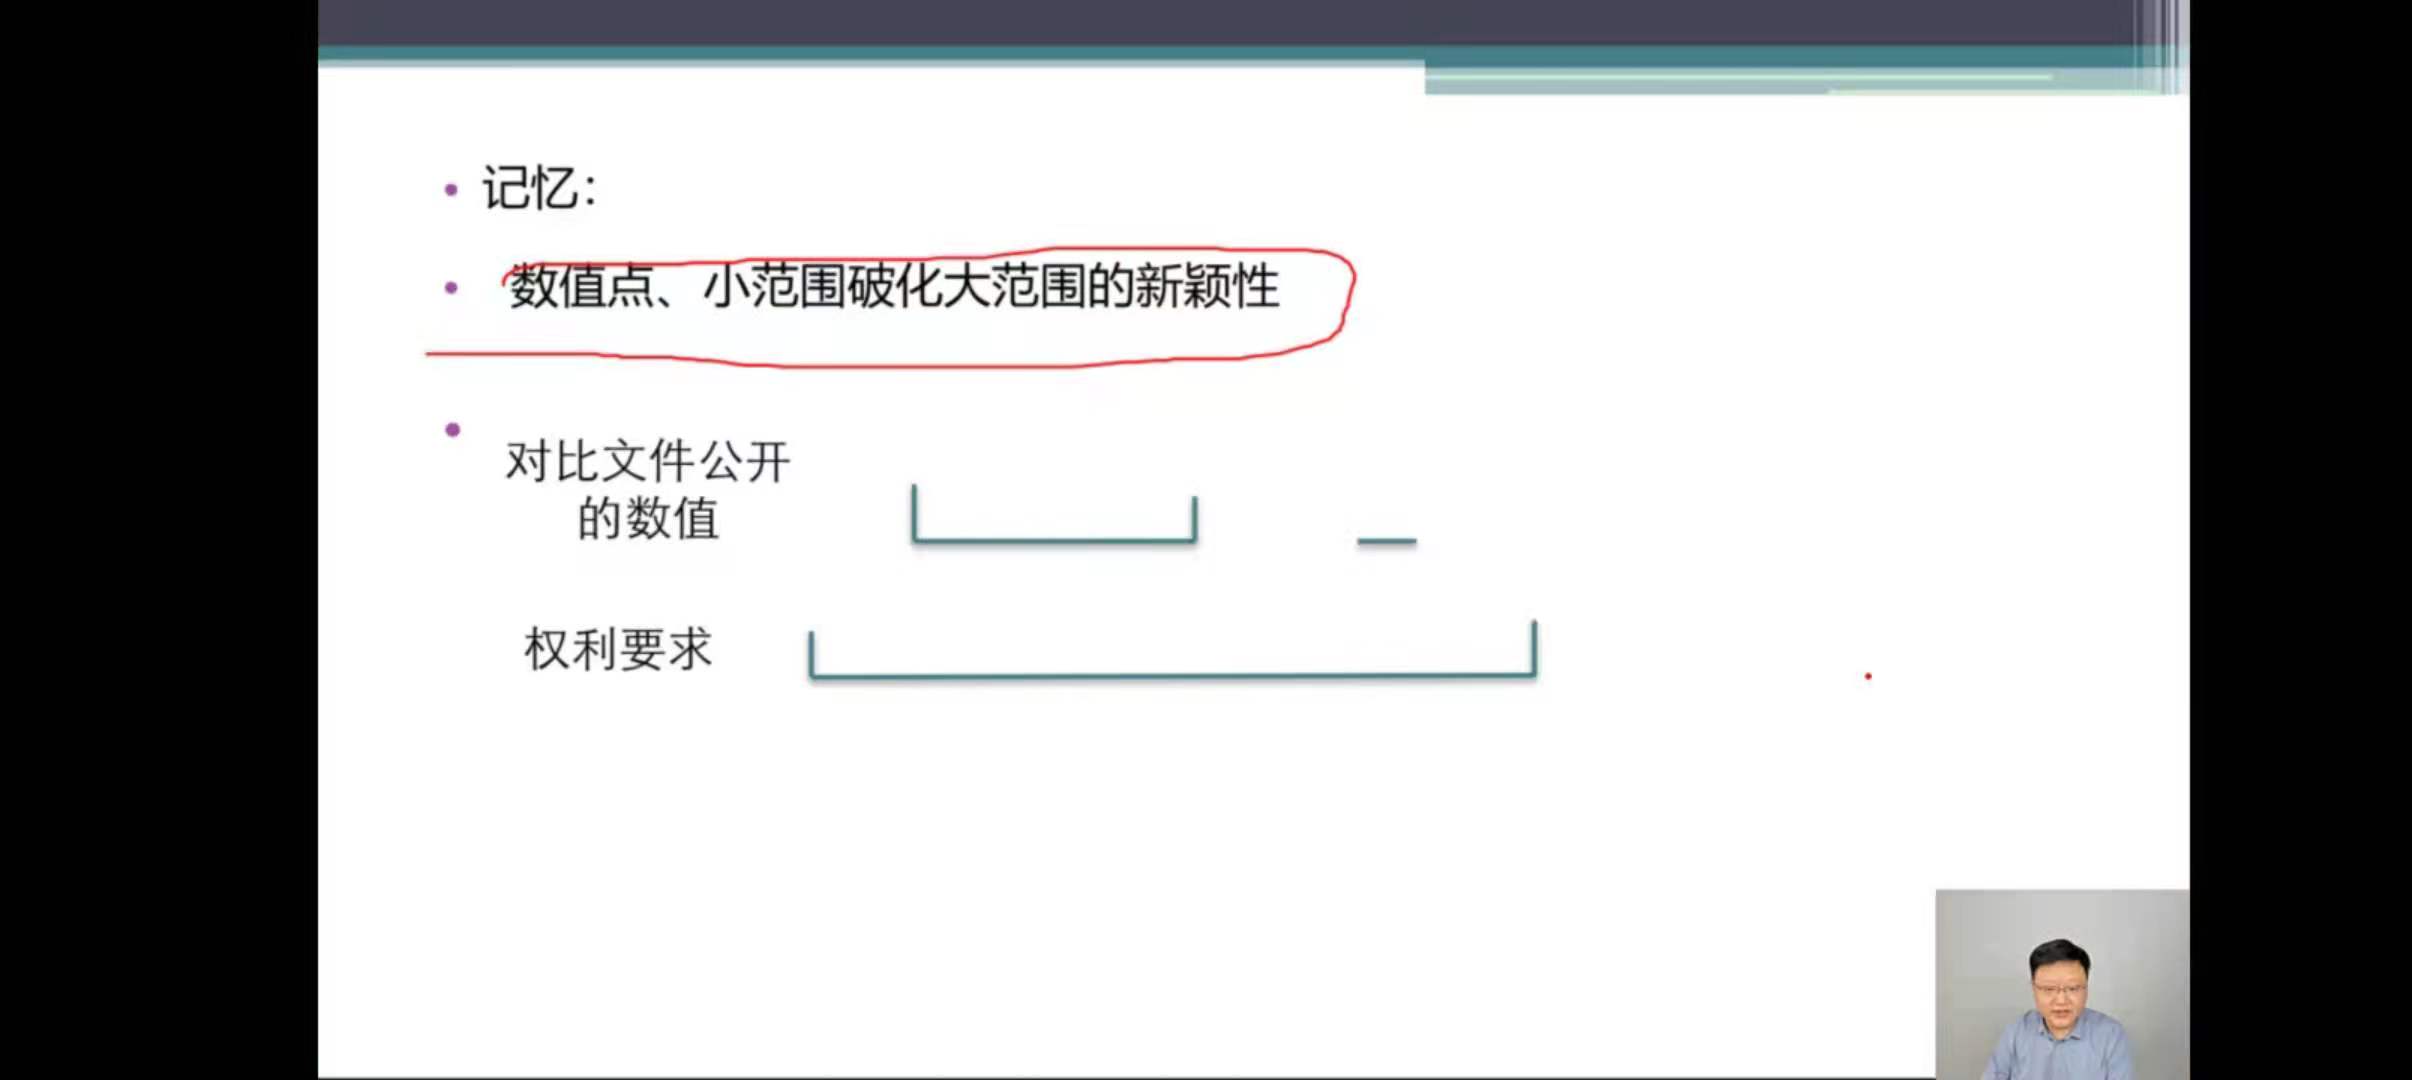 记忆：
数值点、小范围破化大范围的新颖性
对比文件公开
的数值
权利要求